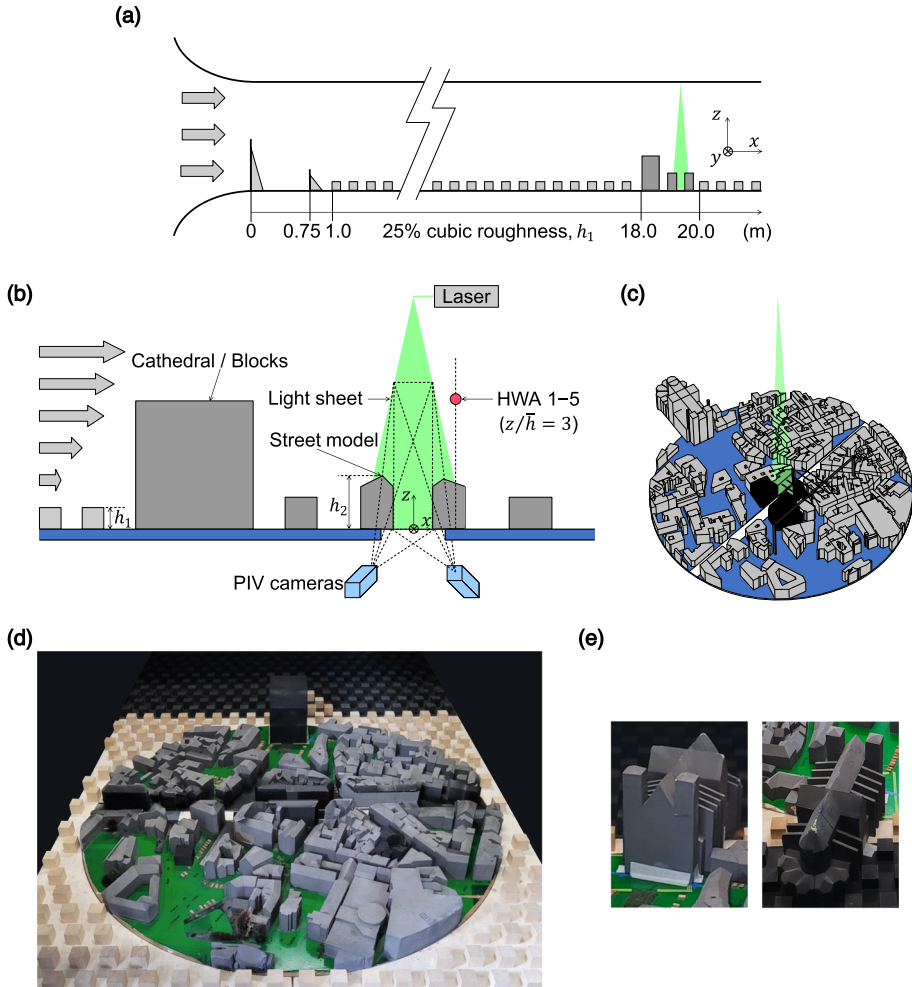 (a)
z
x
y
0
0.75
1.0
25% cubic roughness, h₁
18.0
20.0
(m)
(b)
Laser
Cathedral / Blocks
Light sheet
HWA 1–5
(z/h̅ = 3)
Street model
h₁
h₂
z
x
PIV cameras
(c)
(d)
(e)